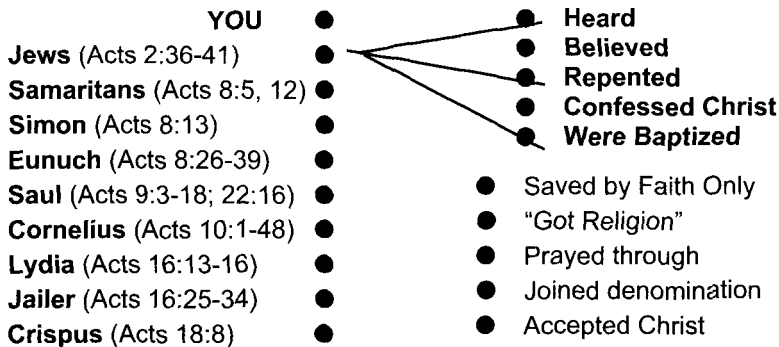 YOU
Jews (Acts 2:36-41)
Samaritans (Acts 8:5, 12)
Simon (Acts 8:13)
Eunuch (Acts 8:26-39)
Saul (Acts 9:3-18; 22:16)
Cornelius (Acts 10:1-48)
Lydia (Acts 16:13-16)
Jailer (Acts 16:25-34)
Crispus (Acts 18:8)
Heard
Believed
Repented
Confessed Christ
Were Baptized
Saved by Faith Only
"Got Religion"
Prayed through
Joined denomination
Accepted Christ